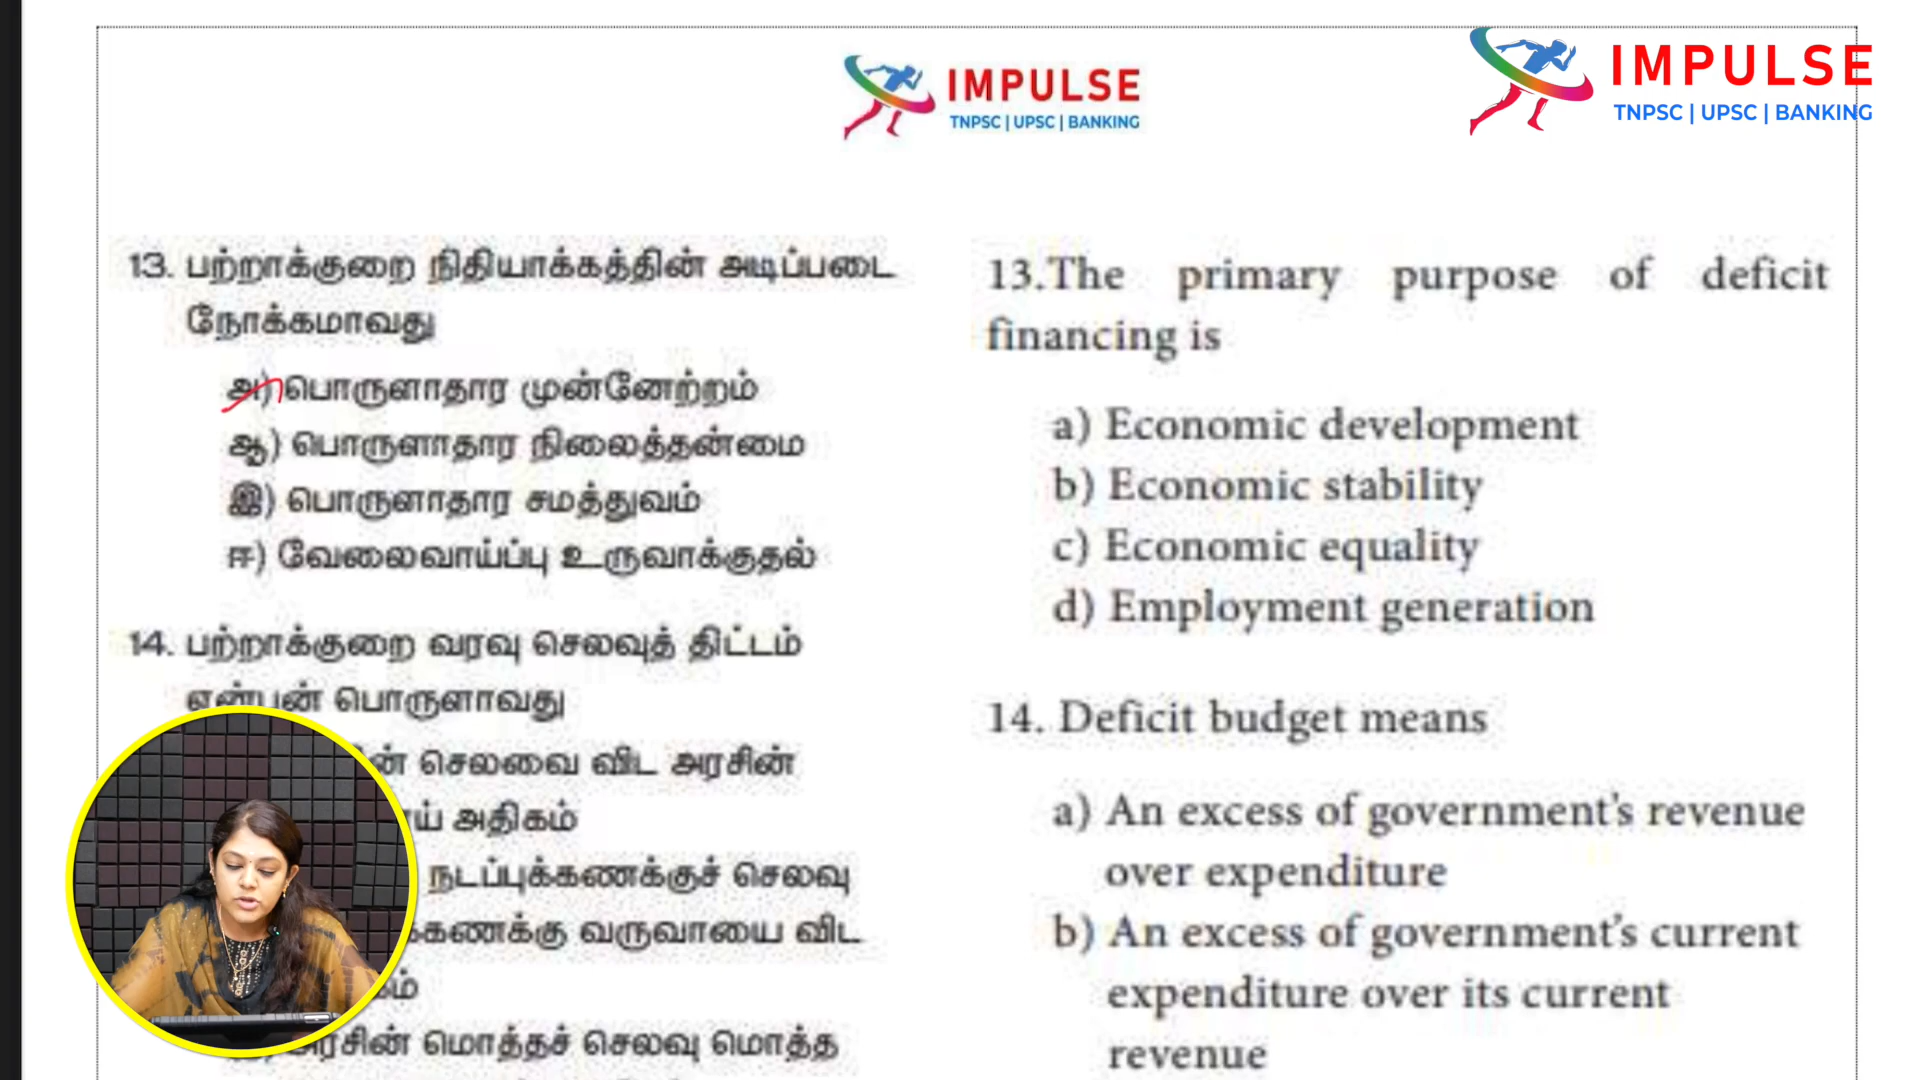 IMPULSE
TNPSC | UPSC | BANKING
IMPULSE
TNPSC | UPSC | BANKING
13. பற்றாக்குறை நிதியாக்கத்தின் அடிப்படை
நோக்கமாவது
அ) பொருளாதார முன்னேற்றம்
ஆ) பொருளாதார நிலைத்தன்மை
இ) பொருளாதார சமத்துவம்
ஈ) வேலைவாய்ப்பு உருவாக்குதல்
14. பற்றாக்குறை வரவு செலவுத் திட்டம்
என்பன் பொருளாவது
செலவை விட அரசின்
அதிகம்
நடப்புக்கணக்குச் செலவு
வருவாயை விட
அரசின் மொத்தச் செலவு மொத்த
13.The primary purpose of deficit
financing is
a) Economic development
b) Economic stability
c) Economic equality
d) Employment generation
14. Deficit budget means
a) An excess of government's revenue
over expenditure
b) An excess of government's current
expenditure over its current
revenue